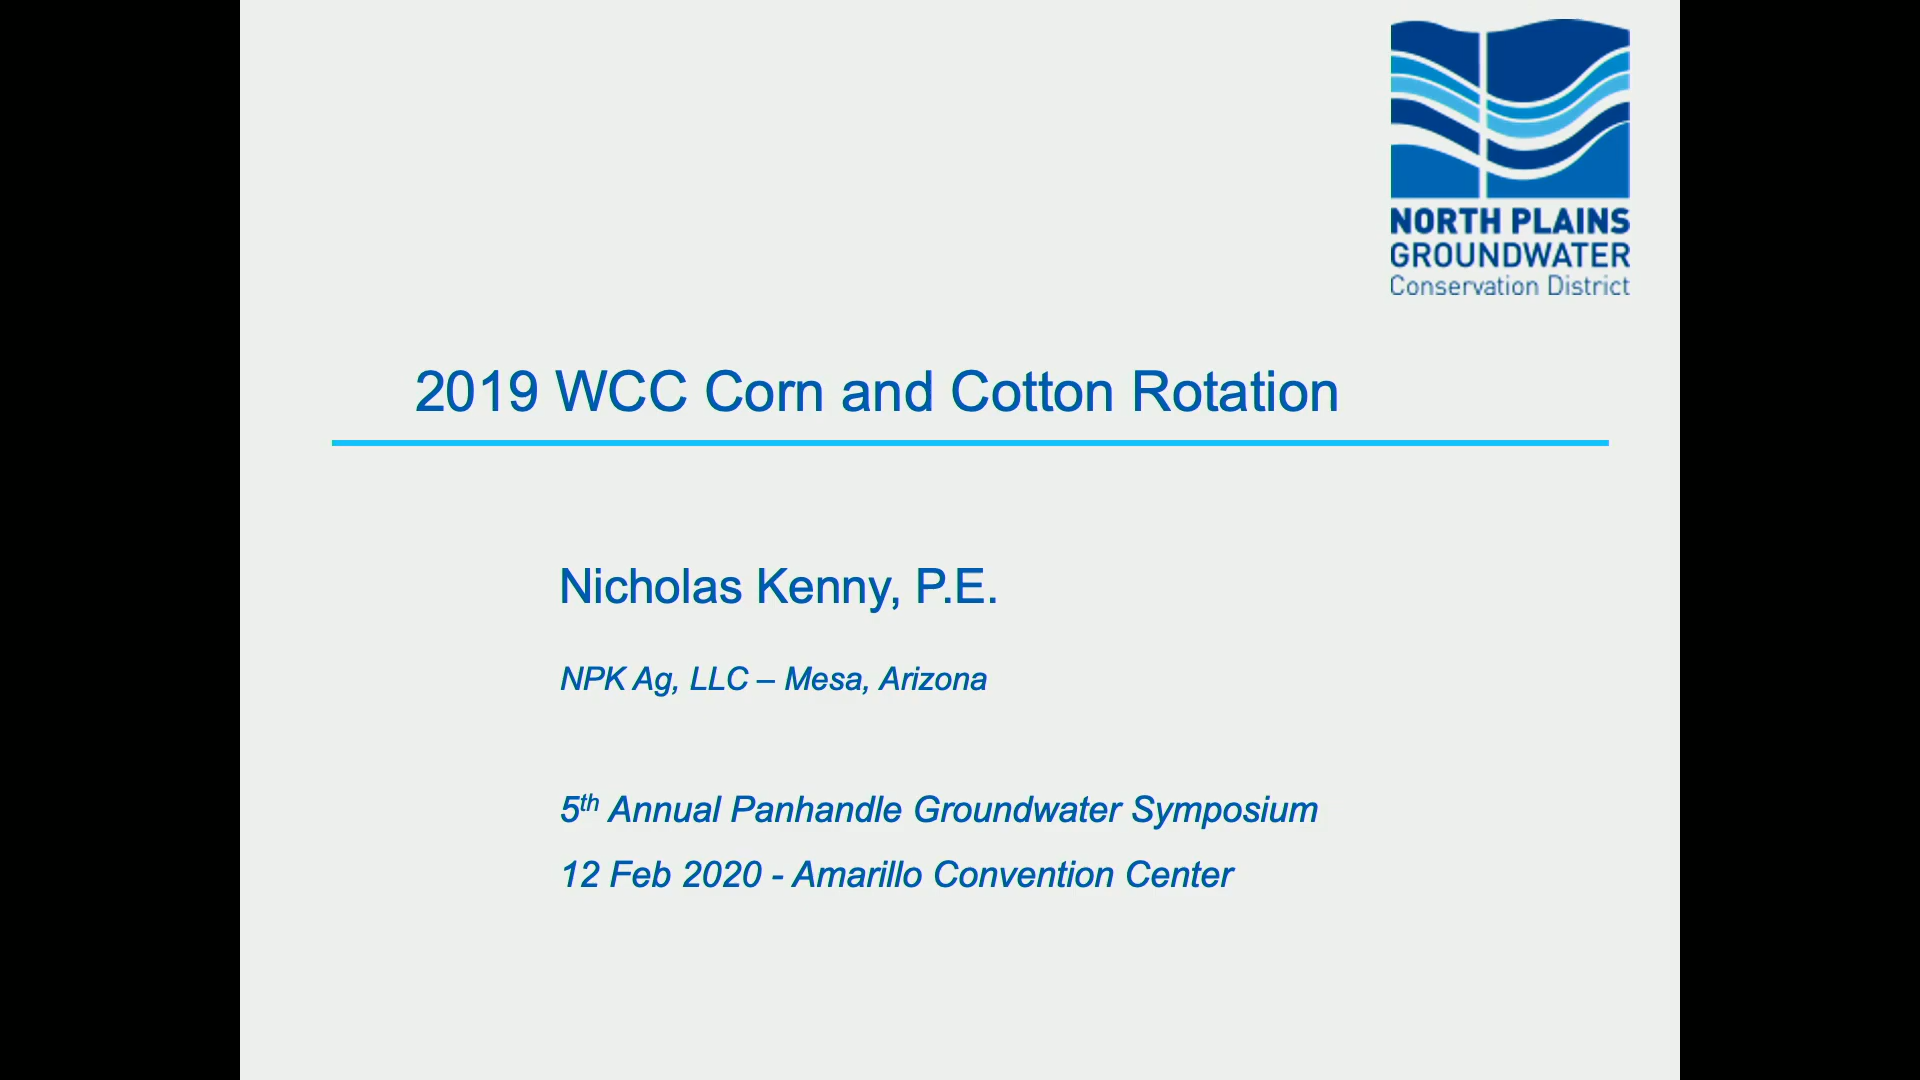 NORTH PLAINS
GROUNDWATER
Conservation District
2019 WCC Corn and Cotton Rotation
Nicholas Kenny, P.E.
NPK Ag, LLC – Mesa, Arizona
5th Annual Panhandle Groundwater Symposium
12 Feb 2020 - Amarillo Convention Center